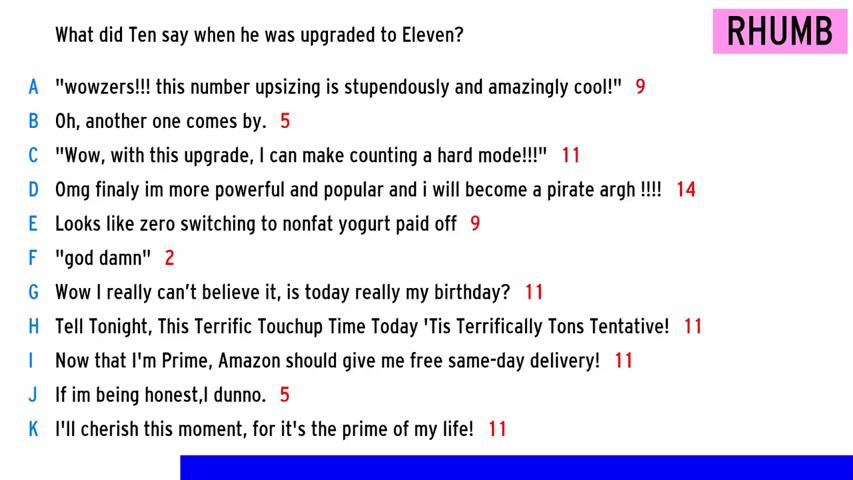 What did Ten say when he was upgraded to Eleven?
RHUMB
A "wowzers!!! this number upsizing is stupendously and amazingly cool!" 9
B Oh, another one comes by. 5
C "Wow, with this upgrade, I can make counting a hard mode!!!" 11
D Omg finaly im more powerful and popular and i will become a pirate argh !!!! 14
E Looks like zero switching to nonfat yogurt paid off 9
F "god damn" 2
G Wow I really can’t believe it, is today really my birthday? 11
H Tell Tonight, This Terrific Touchup Time Today 'Tis Terrifically Tons Tentative! 11
I Now that I'm Prime, Amazon should give me free same-day delivery! 11
J If im being honest,I dunno. 5
K I'll cherish this moment, for it's the prime of my life! 11